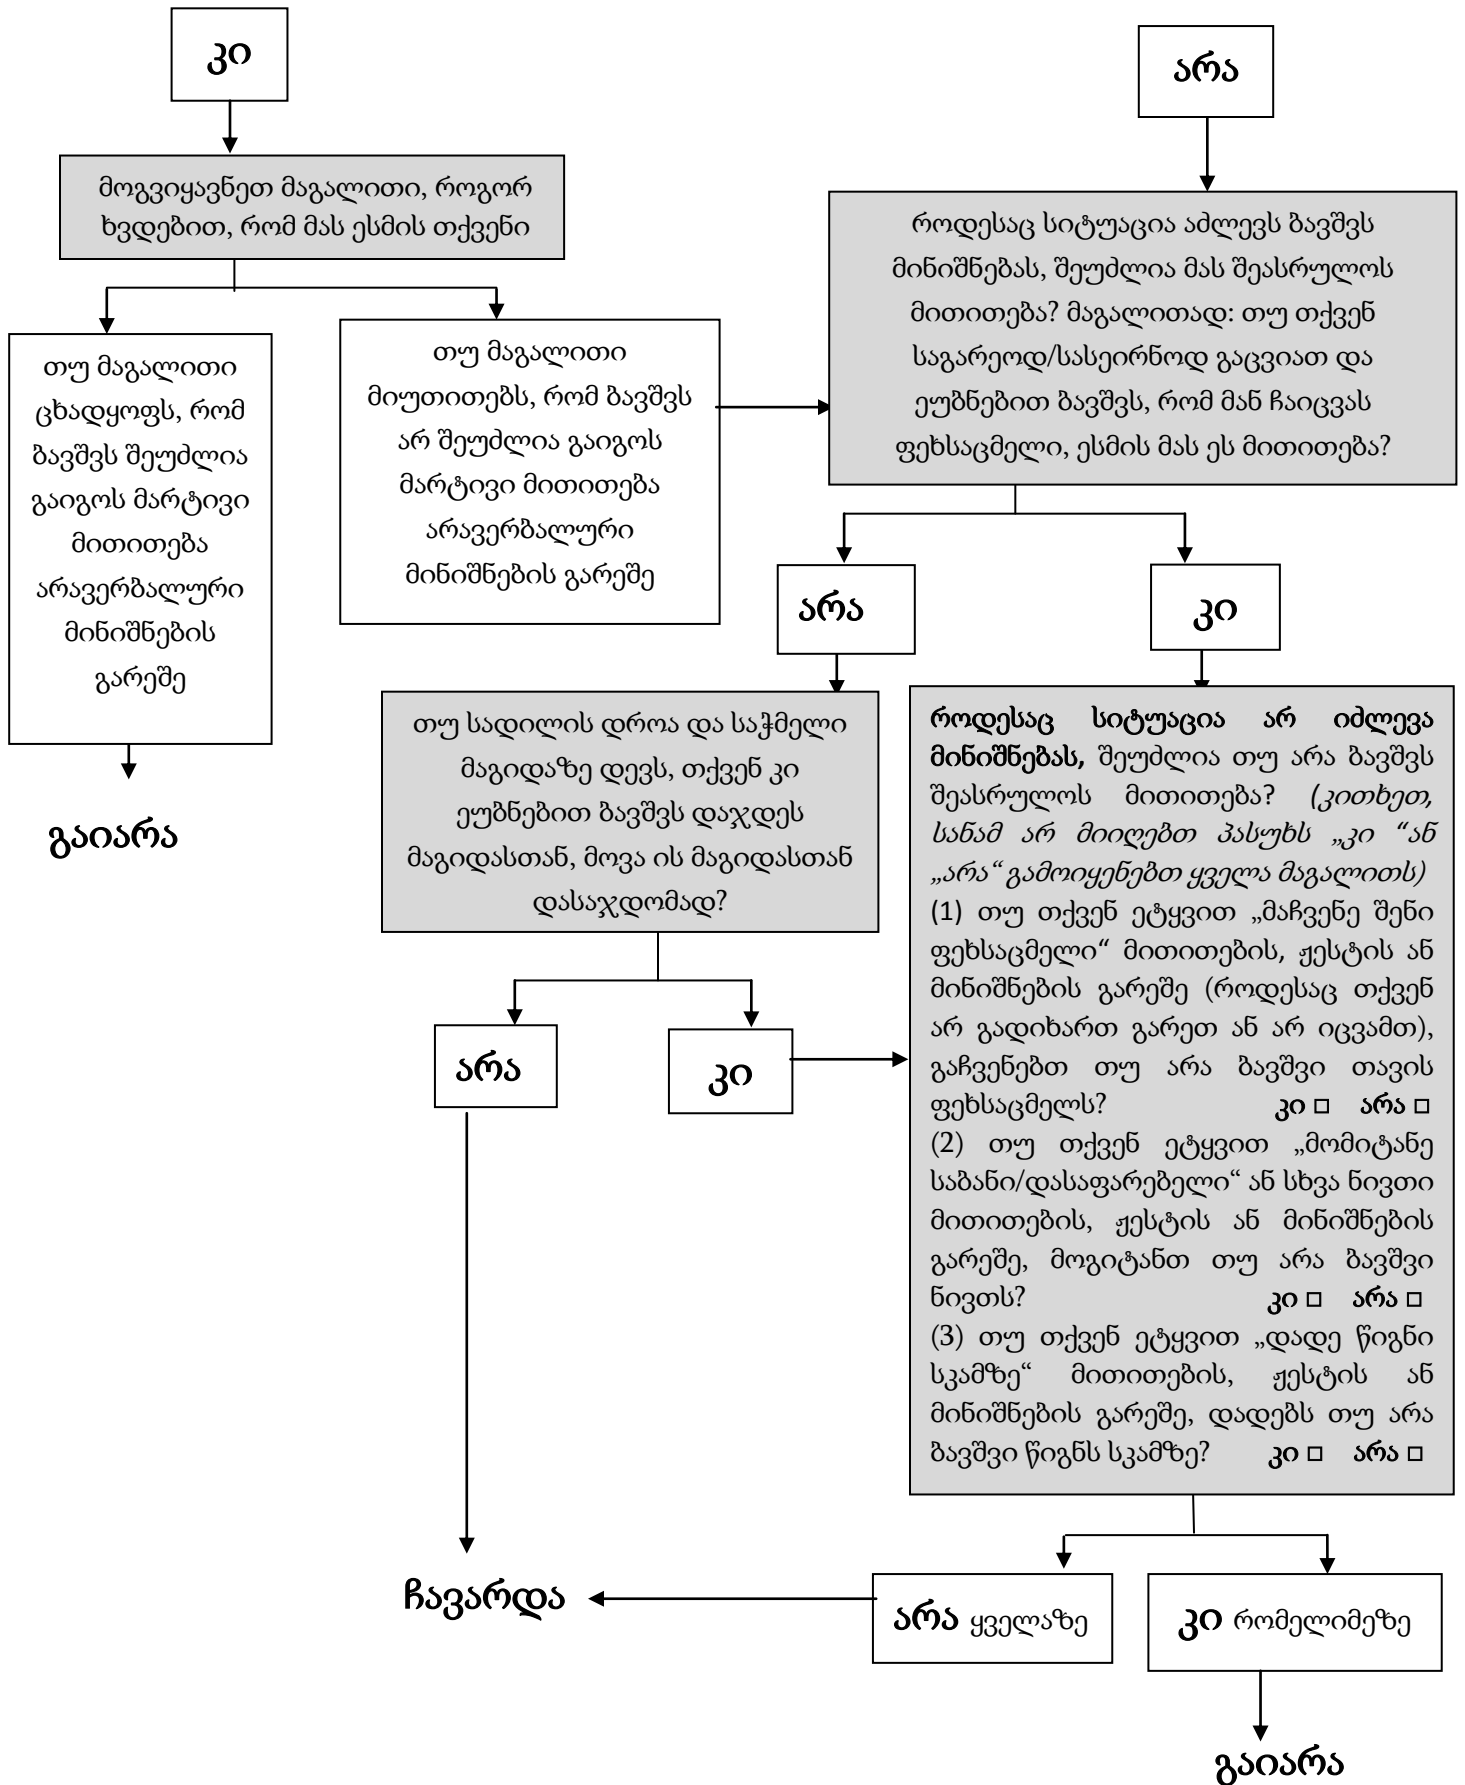 კი
არა
მოგვიყავნეთ მაგალითი, როგორ
ხვდებით, რომ მას ესმის თქვენი
როდესაც სიტუაცია აძლევს ბავშვს
მინიშნებას, შეუძლია მას შეასრულოს
მითითება? მაგალითად: თუ თქვენ
საგარეოდ/სასეირნოდ გაცვიათ და
ეუბნებით ბავშვს, რომ მან ჩაიცვას
ფეხსაცმელი, ესმის მას ეს მითითება?
თუ მაგალითი
ცხადყოფს, რომ
ბავშვს შეუძლია
გაიგოს მარტივი
მითითება
არავერბალური
მინიშნების
გარეშე
თუ მაგალითი
მიუთითებს, რომ ბავშვს
არ შეუძლია გაიგოს
მარტივი მითითება
არავერბალური
მინიშნების გარეშე
არა
კი
გაიარა
თუ სადილის დროა და საჭმელი
მაგიდაზე დევს, თქვენ კი
ეუბნებით ბავშვს დაჯდეს
მაგიდასთან, მოვა ის მაგიდასთან
დასაჯდომად?
როდესაც სიტუაცია არ იძლევა
მინიშნებას, შეუძლია თუ არა ბავშვს
შეასრულოს მითითება? (კითხეთ,
სანამ არ მიიღებთ პასუხს „კი “ან
„არა“ გამოიყენებთ ყველა მაგალითს)
(1) თუ თქვენ ეტყვით „მაჩვენე შენი
ფეხსაცმელი“ მითითების, ჟესტის ან
მინიშნების გარეშე (როდესაც თქვენ
არ გადიხართ გარეთ ან არ იცვამთ),
გაჩვენებთ თუ არა ბავშვი თავის
ფეხსაცმელს? კი □ არა □
(2) თუ თქვენ ეტყვით „მომიტანე
საბანი/დასაფარებელი“ ან სხვა ნივთი
მითითების, ჟესტის ან მინიშნების
გარეშე, მოგიტანთ თუ არა ბავშვი
ნივთს? კი □ არა □
(3) თუ თქვენ ეტყვით „დადე წიგნი
სკამზე“ მითითების, ჟესტის ან
მინიშნების გარეშე, დადებს თუ არა
ბავშვი წიგნს სკამზე? კი □ არა □
არა
კი
ჩავარდა
არა ყველაზე
კი რომელიმეზე
გაიარა